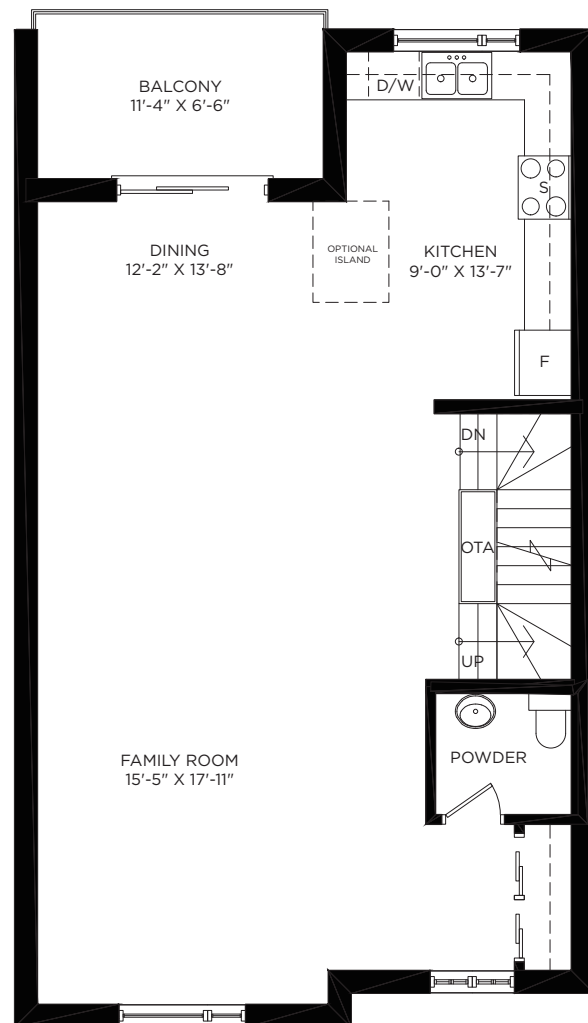 BALCONY
11'-4" X 6'-6"
D/W
S
DINING
12'-2" X 13'-8"
OPTIONAL
ISLAND
KITCHEN
9'-0" X 13'-7"
F
DN
OTA
UP
FAMILY ROOM
15'-5" X 17'-11"
POWDER